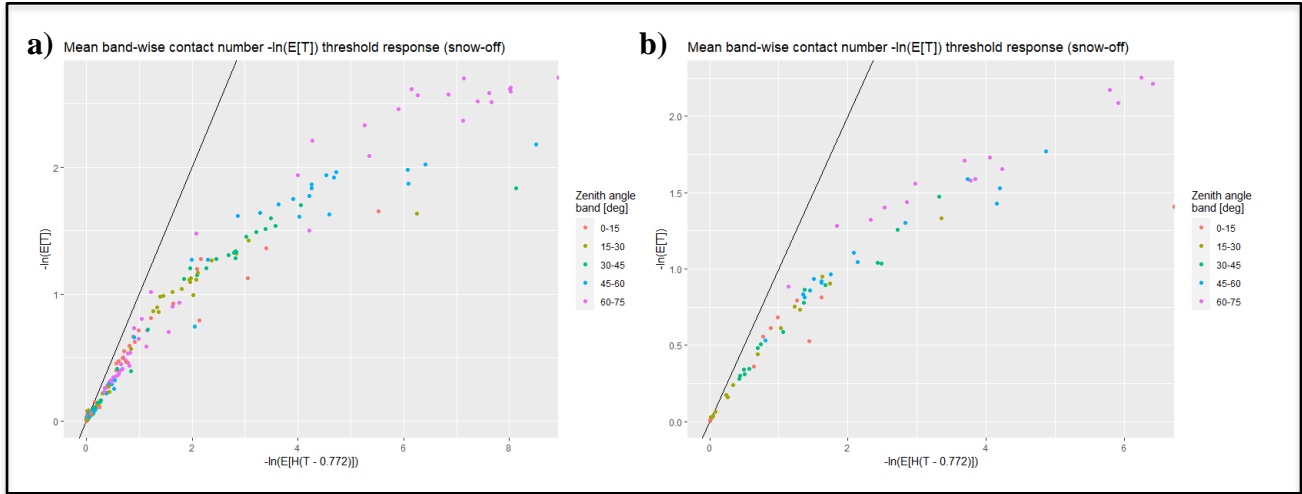 a) Mean band-wise contact number -ln(E[T]) threshold response (snow-off)
-ln(E[T])
2
1
0
0 2 4 6 8
-ln(E[H(T - 0.772)])
Zenith angle
band [deg]
0-15
15-30
30-45
45-60
60-75
b) Mean band-wise contact number -ln(E[T]) threshold response (snow-off)
-ln(E[T])
2.0
1.5
1.0
0.5
0.0
0 2 4 6
-ln(E[H(T - 0.772)])
Zenith angle
band [deg]
0-15
15-30
30-45
45-60
60-75